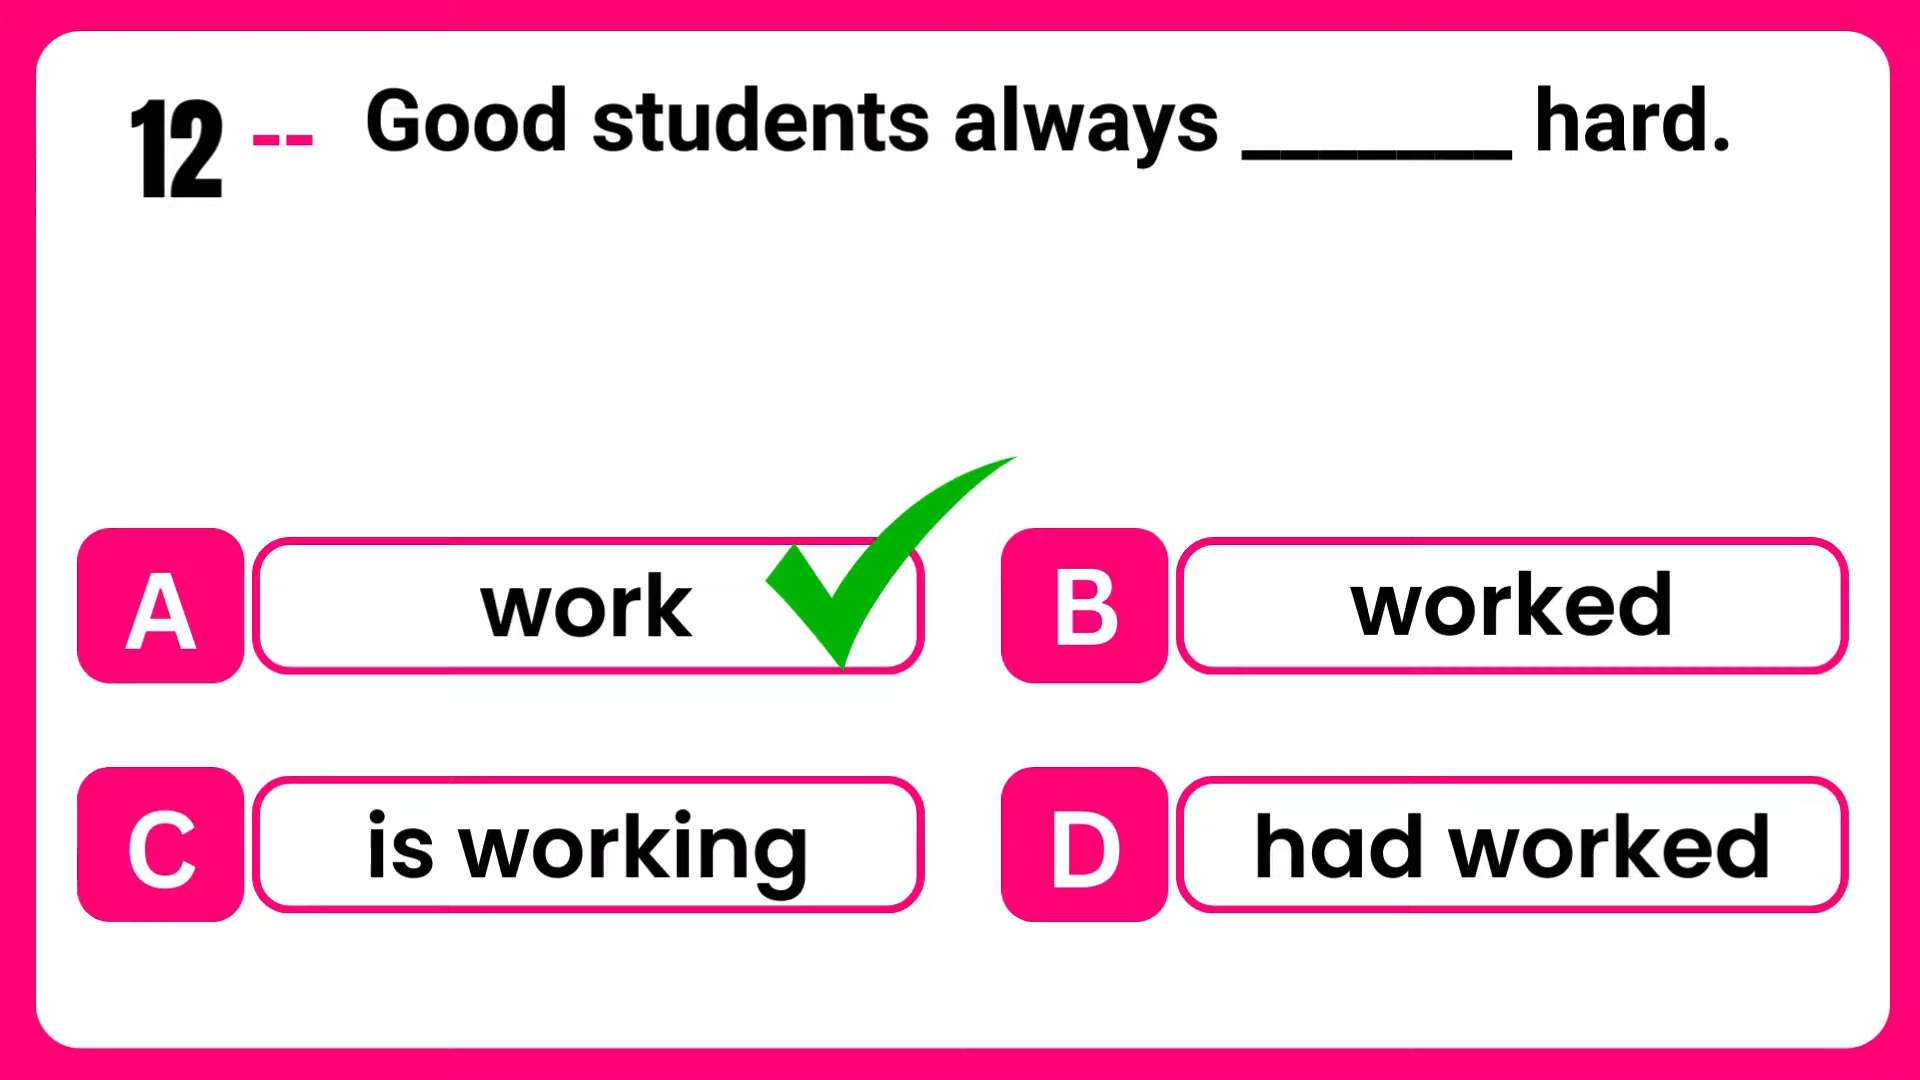 12 -- Good students always _______ hard.
A work
B worked
C is working
D had worked